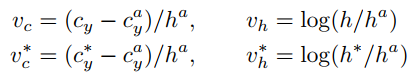 v_c = (c_y − c_y^a)/h^a, v_h = log(h/h^a)
v_c^* = (c_y^* − c_y^a)/h^a, v_h^* = log(h^*/h^a)